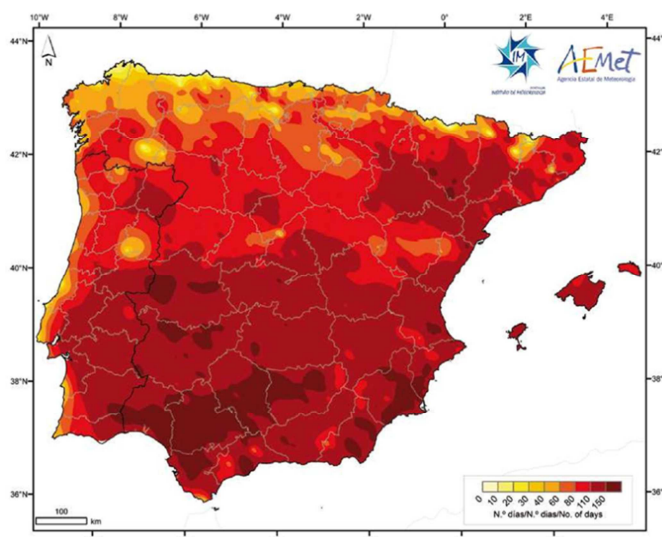 10°W 8°W 6°W 4°W 2°W 0° 2°E 4°E
44°N 44°N
N
IM
AEMet
Agencia Estatal de Meteorología
42°N 42°N
40°N 40°N
38°N 38°N
36°N 36°N
100
km
0 10 20 30 40 60 80 110 150
N.º días/N.º dias/No. of days